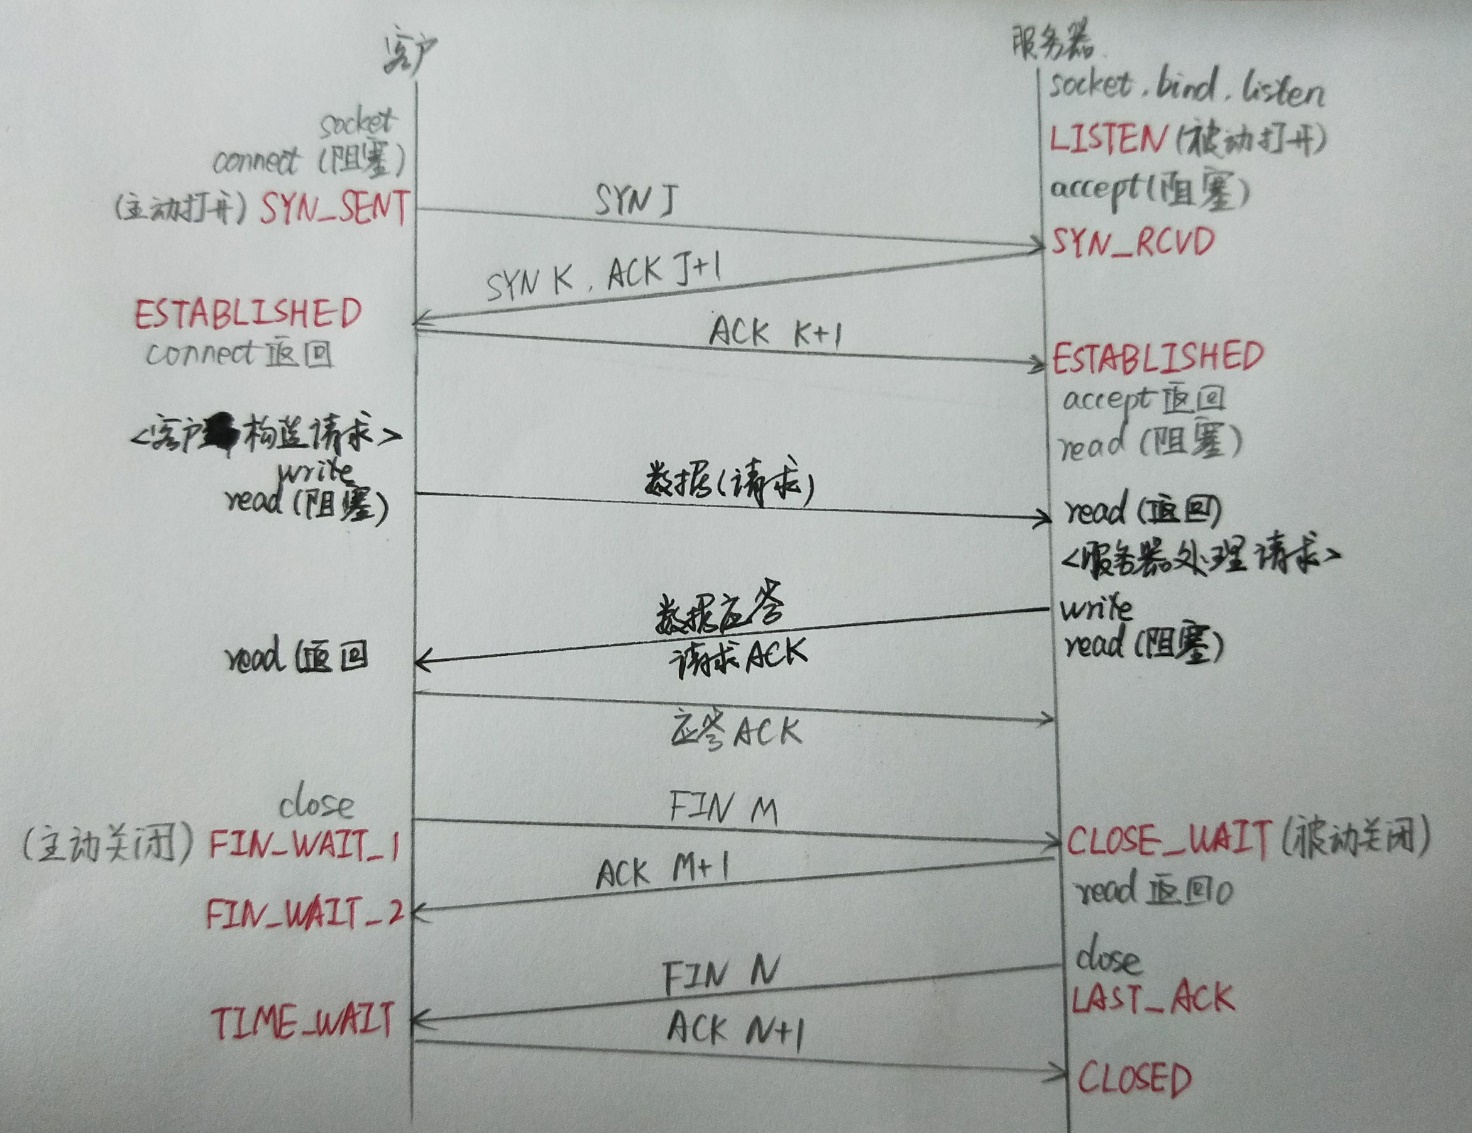 客户
服务器
socket, bind, listen
socket
LISTEN (被动打开)
connect (阻塞)
accept (阻塞)
(主动打开) SYN_SENT
SYN J
SYN_RCVD
SYN K, ACK J+1
ESTABLISHED
ACK K+1
connect 返回
ESTABLISHED
accept 返回
<客户 构造请求>
read (阻塞)
write
数据(请求)
read (阻塞)
read (返回)
<服务器处理请求>
数据应答
write
read (返回
请求ACK
read (阻塞)
应答ACK
close
FIN M
(主动关闭) FIN_WAIT_1
CLOSE_WAIT (被动关闭)
ACK M+1
read 返回0
FIN_WAIT_2
close
FIN N
LAST_ACK
TIME_WAIT
ACK N+1
CLOSED